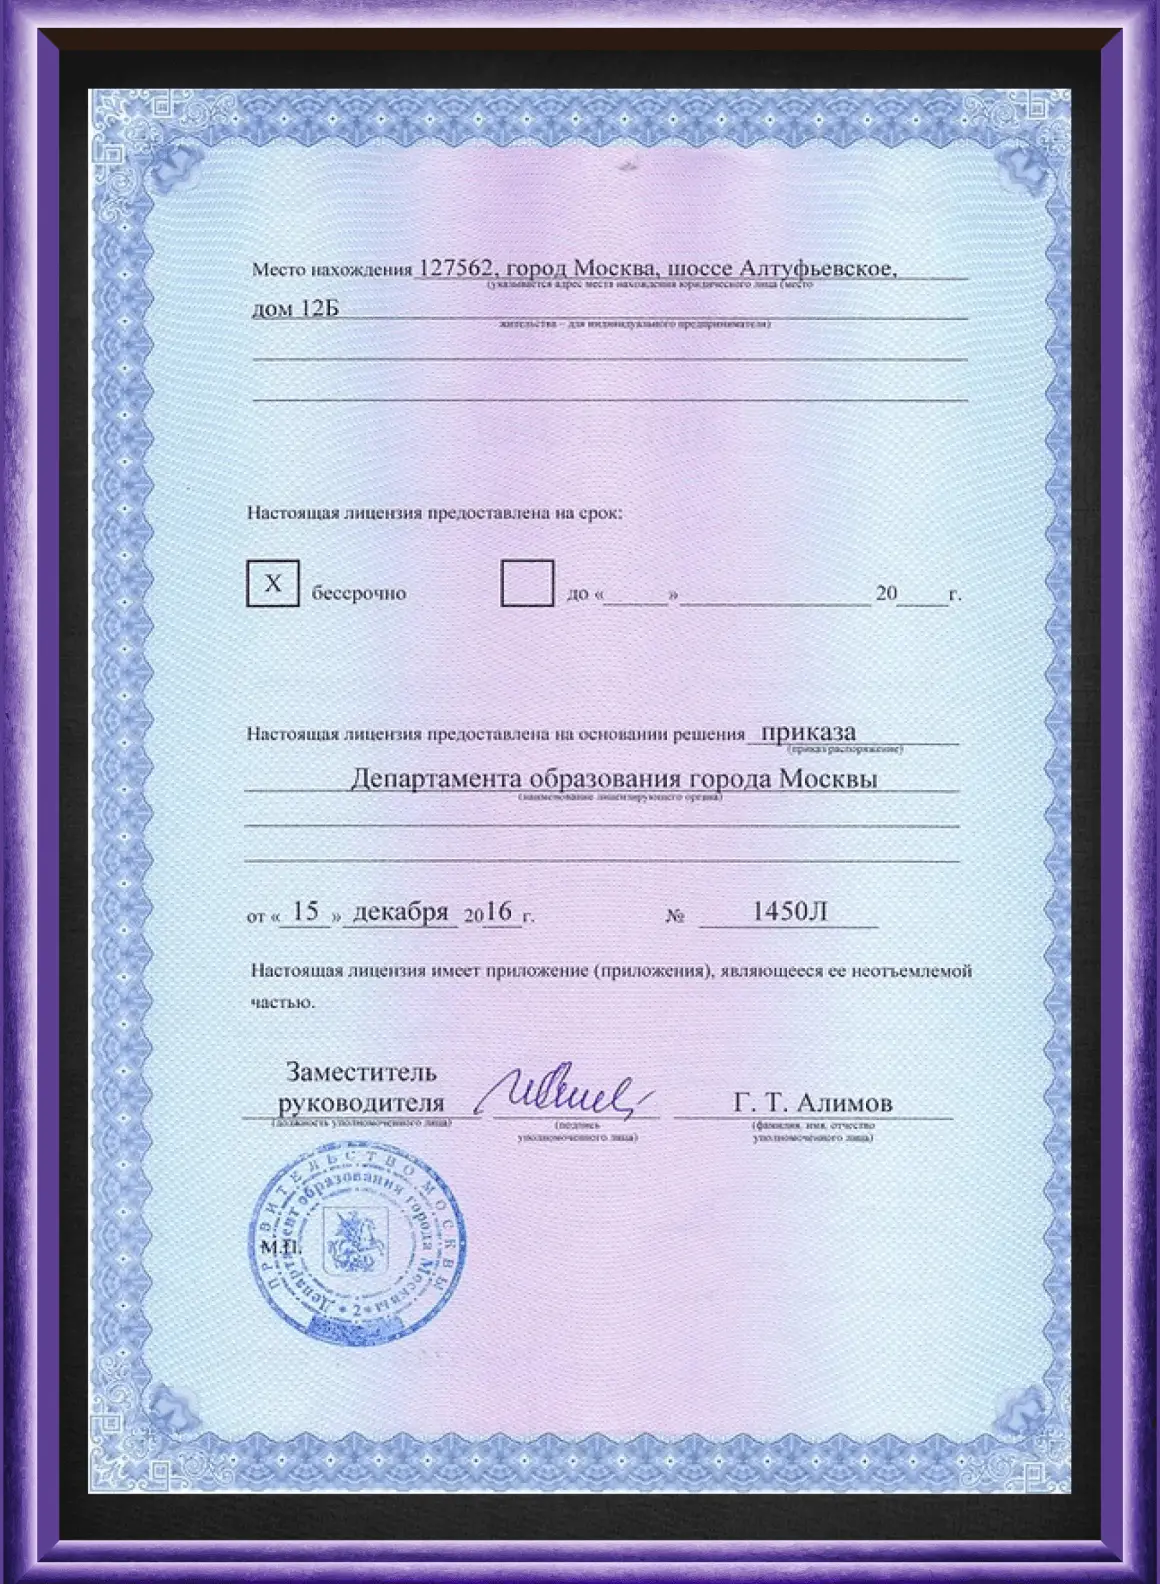 Место нахождения 127562, город Москва, шоссе Алтуфьевское,
(указывается адрес места нахождения юридического лица (место
дом 12Б
жительства – для индивидуального предпринимателя)
Настоящая лицензия предоставлена на срок:
X бессрочно до « » 20 г.
Настоящая лицензия предоставлена на основании решения приказа
(приказ распоряжение)
Департамента образования города Москвы
(наименование лицензирующего органа)
от « 15 » декабря 2016 г. № 1450Л
Настоящая лицензия имеет приложение (приложения), являющееся ее неотъемлемой
частью.
Заместитель
руководителя Г. Т. Алимов
(должность уполномоченного лица) (подпись уполномоченного лица) (фамилия, имя, отчество уполномоченного лица)
М.П.
ПРАВИТЕЛЬСТВО МОСКВЫ
Департамент образования города Москвы
* 2 *